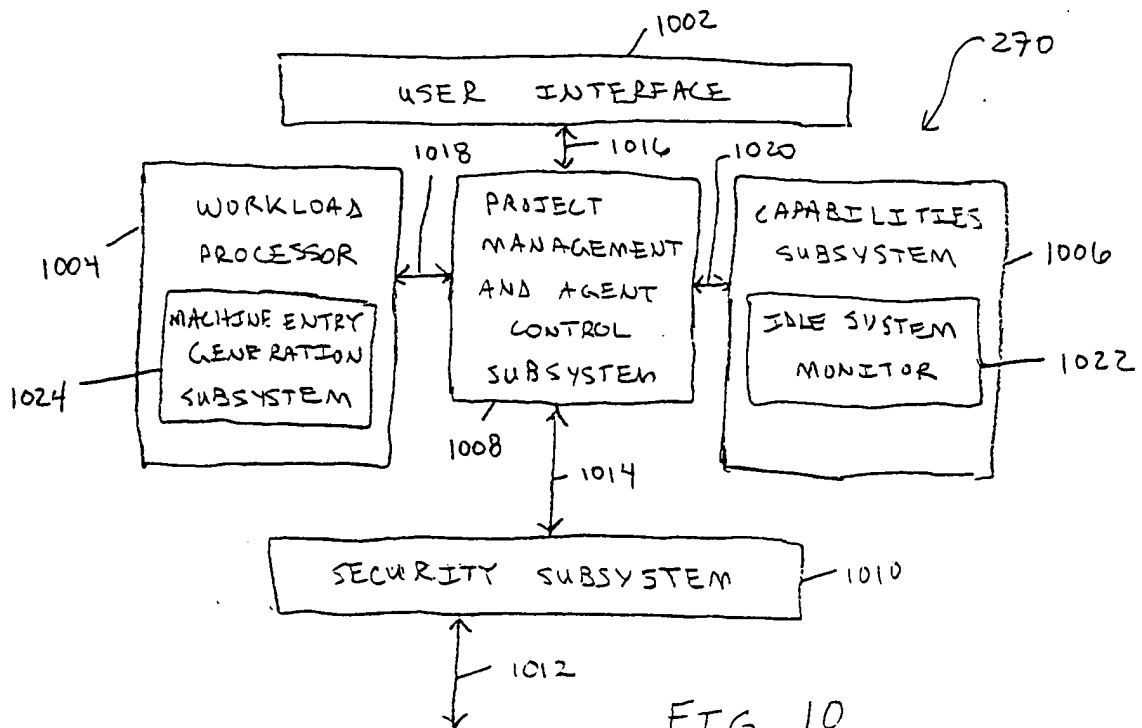 1002
270
USER INTERFACE
1016
1018
1020
WORKLOAD
PROCESSOR
1004
MACHINE ENTRY
GENERATION
SUBSYSTEM
1024
PROJECT
MANAGEMENT
AND AGENT
CONTROL
SUBSYSTEM
1008
CAPABILITIES
SUBSYSTEM
1006
IDLE SYSTEM
MONITOR
1022
1014
SECURITY SUBSYSTEM
1010
1012
FIG. 10